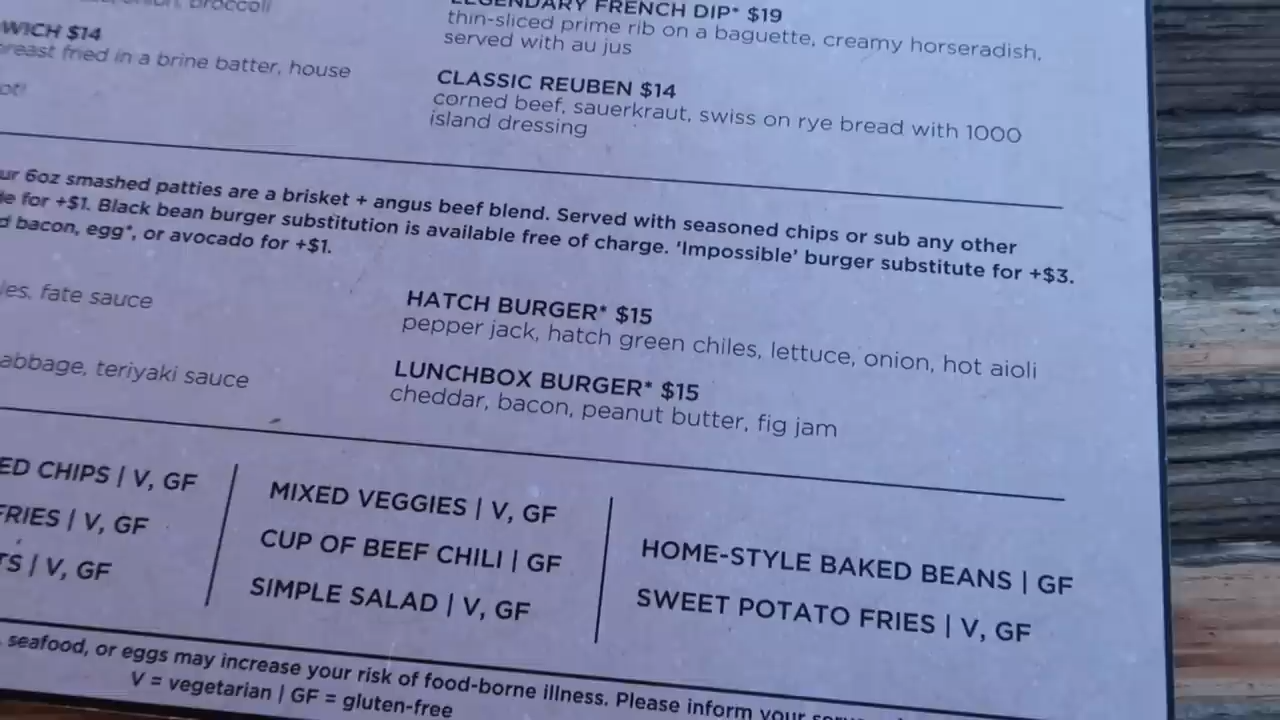 broccoli
WICH $14
breast fried in a brine batter, house
LEGENDARY FRENCH DIP* $19
thin-sliced prime rib on a baguette, creamy horseradish,
served with au jus
CLASSIC REUBEN $14
corned beef, sauerkraut, swiss on rye bread with 1000
island dressing
ur 6oz smashed patties are a brisket + angus beef blend. Served with seasoned chips or sub any other
le for +$1. Black bean burger substitution is available free of charge. 'Impossible' burger substitute for +$3.
d bacon, egg*, or avocado for +$1.
les, fate sauce
abbage, teriyaki sauce
HATCH BURGER* $15
pepper jack, hatch green chiles, lettuce, onion, hot aioli
LUNCHBOX BURGER* $15
cheddar, bacon, peanut butter, fig jam
ED CHIPS | V, GF
FRIES | V, GF
TS | V, GF
MIXED VEGGIES | V, GF
CUP OF BEEF CHILI | GF
SIMPLE SALAD | V, GF
HOME-STYLE BAKED BEANS | GF
SWEET POTATO FRIES | V, GF
seafood, or eggs may increase your risk of food-borne illness. Please inform your
V = vegetarian | GF = gluten-free